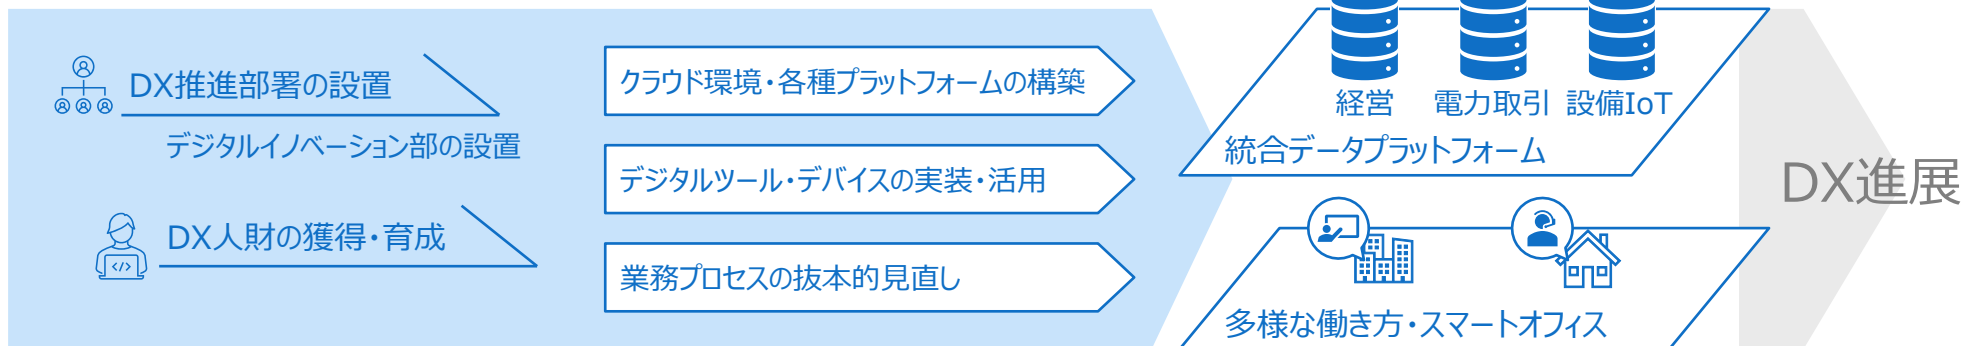 DX推進部署の設置
デジタルイノベーション部の設置
DX人財の獲得・育成
</>
クラウド環境・各種プラットフォームの構築
デジタルツール・デバイスの実装・活用
業務プロセスの抜本的見直し
経営 電力取引 設備IoT
統合データプラットフォーム
多様な働き方・スマートオフィス
DX進展